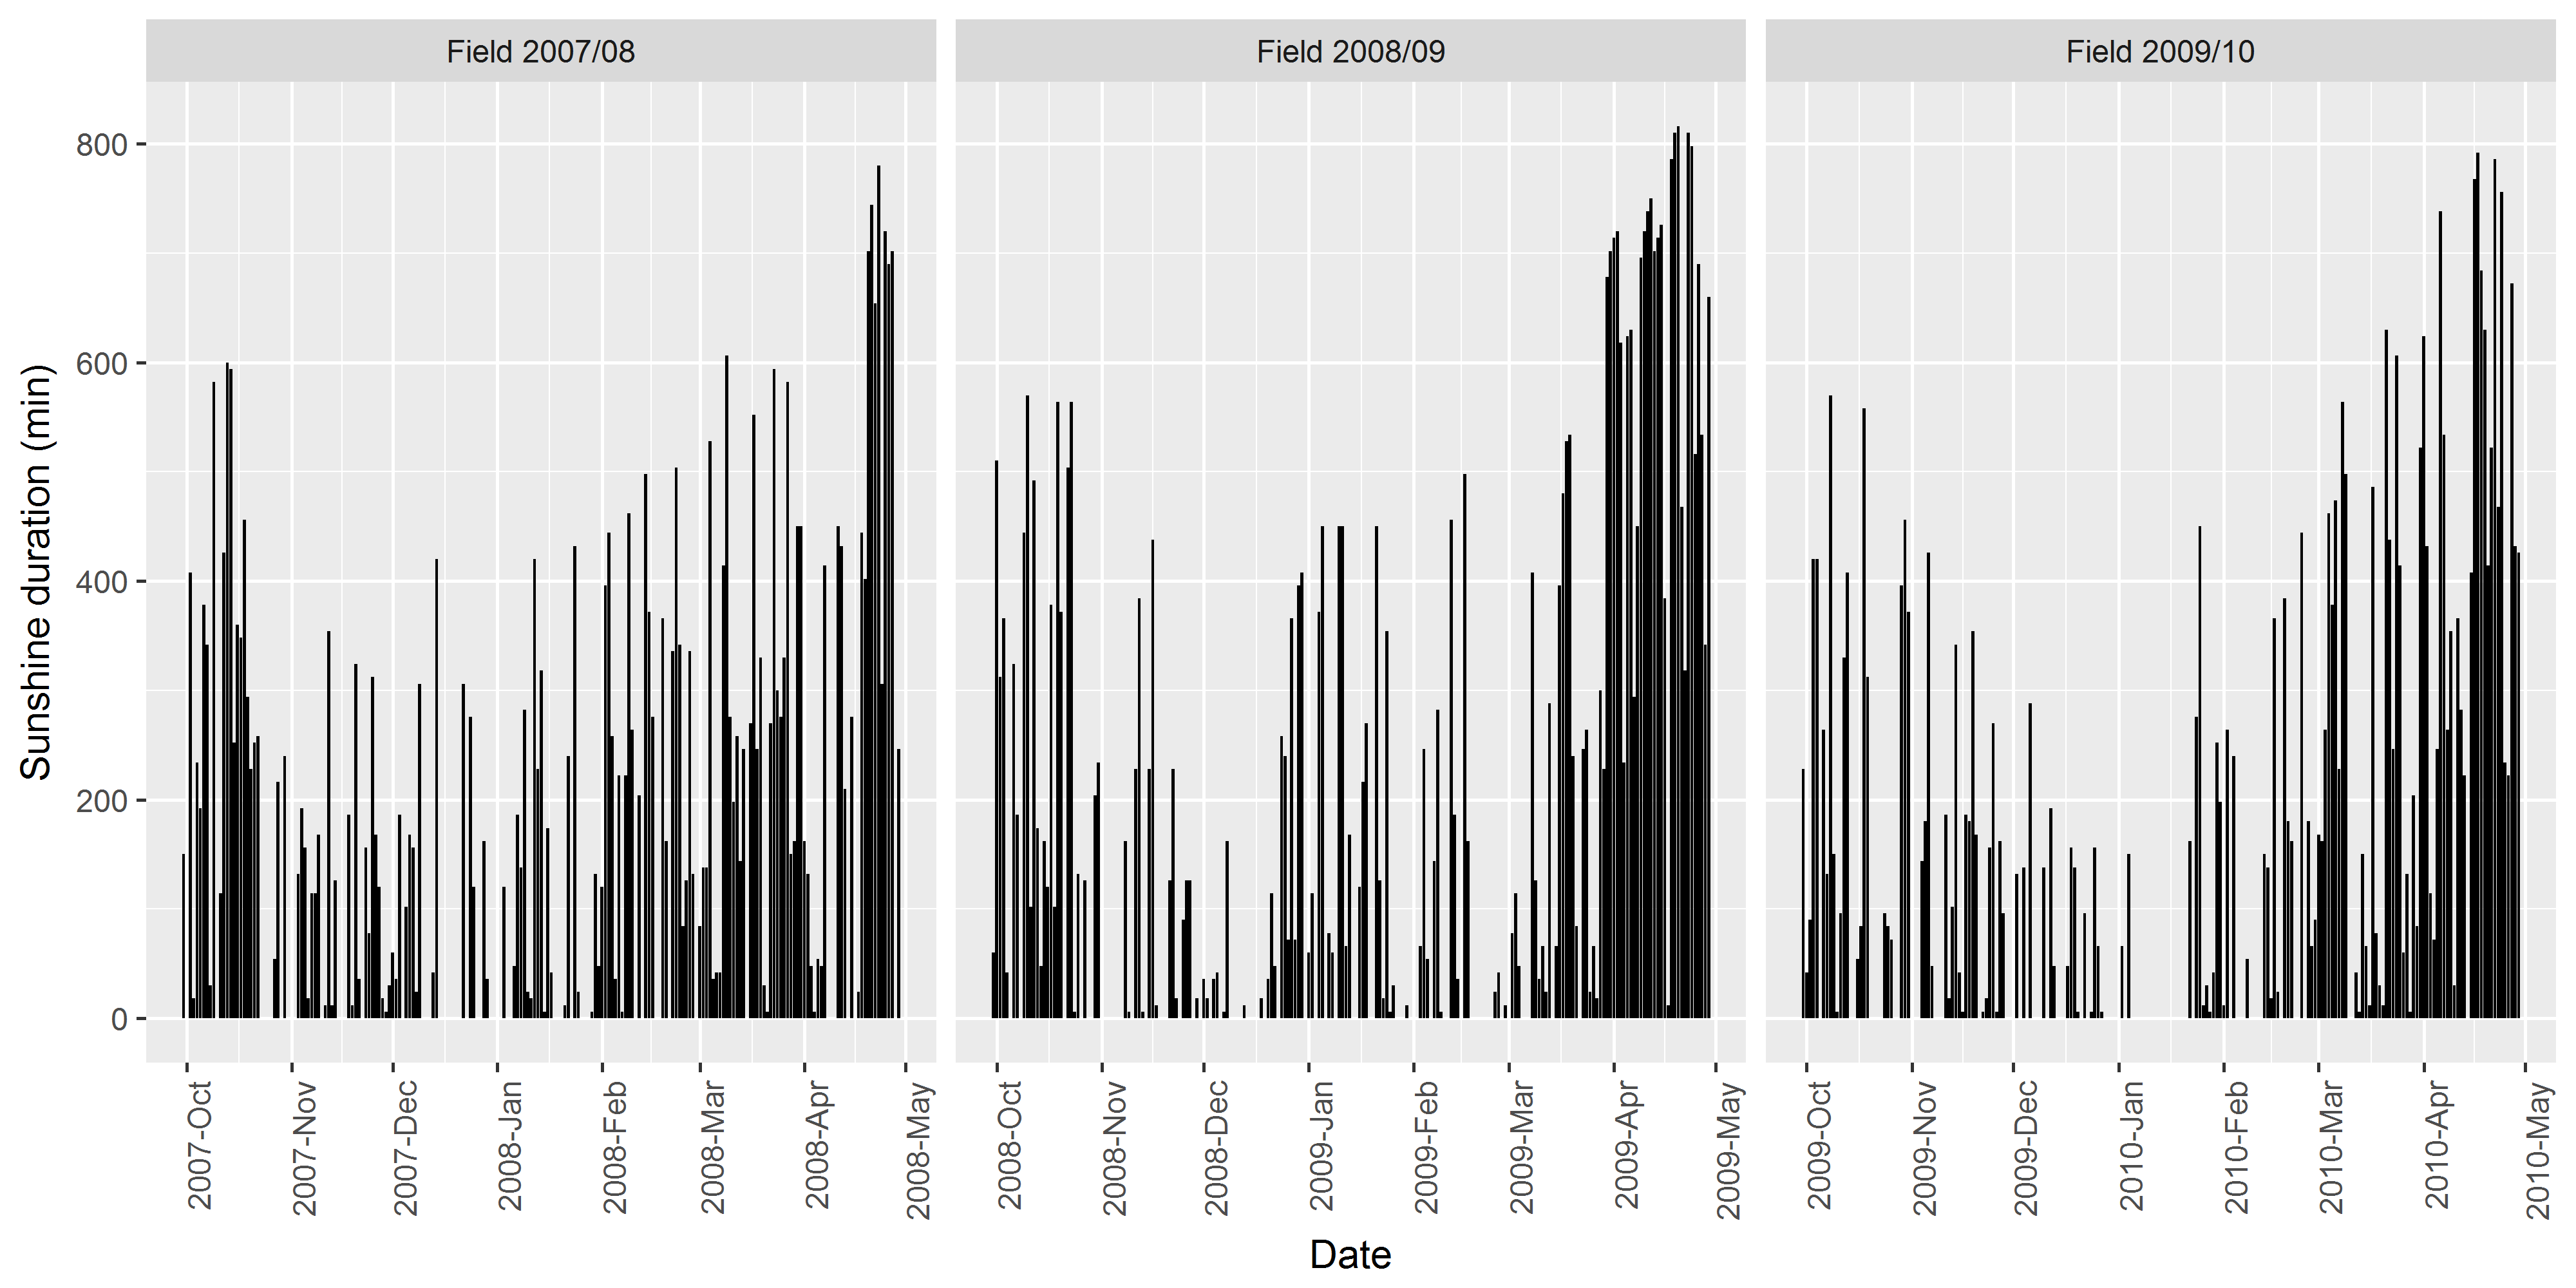 Field 2007/08
Field 2008/09
Field 2009/10
Sunshine duration (min)
800
600
400
200
0
2007-Oct
2007-Nov
2007-Dec
2008-Jan
2008-Feb
2008-Mar
2008-Apr
2008-May
2008-Oct
2008-Nov
2008-Dec
2009-Jan
2009-Feb
2009-Mar
2009-Apr
2009-May
2009-Oct
2009-Nov
2009-Dec
2010-Jan
2010-Feb
2010-Mar
2010-Apr
2010-May
Date